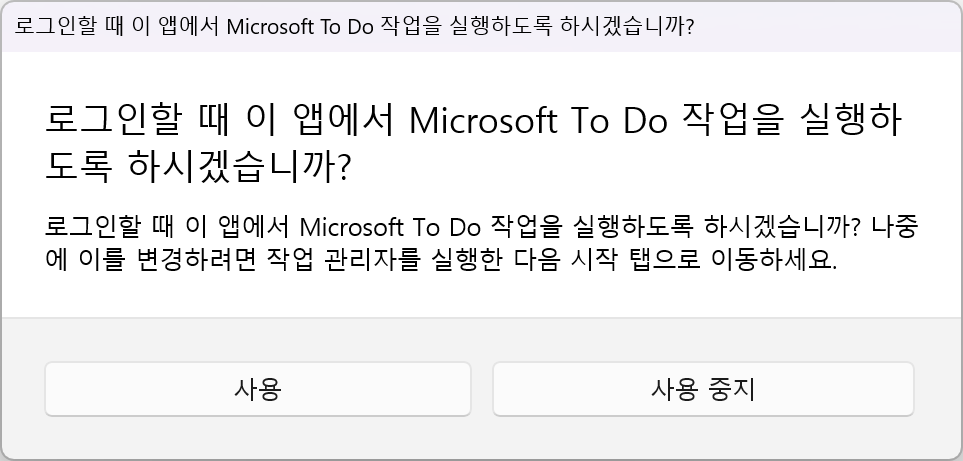 로그인할 때 이 앱에서 Microsoft To Do 작업을 실행하도록 하시겠습니까?
로그인할 때 이 앱에서 Microsoft To Do 작업을 실행하
도록 하시겠습니까?
로그인할 때 이 앱에서 Microsoft To Do 작업을 실행하도록 하시겠습니까? 나중
에 이를 변경하려면 작업 관리자를 실행한 다음 시작 탭으로 이동하세요.
사용
사용 중지